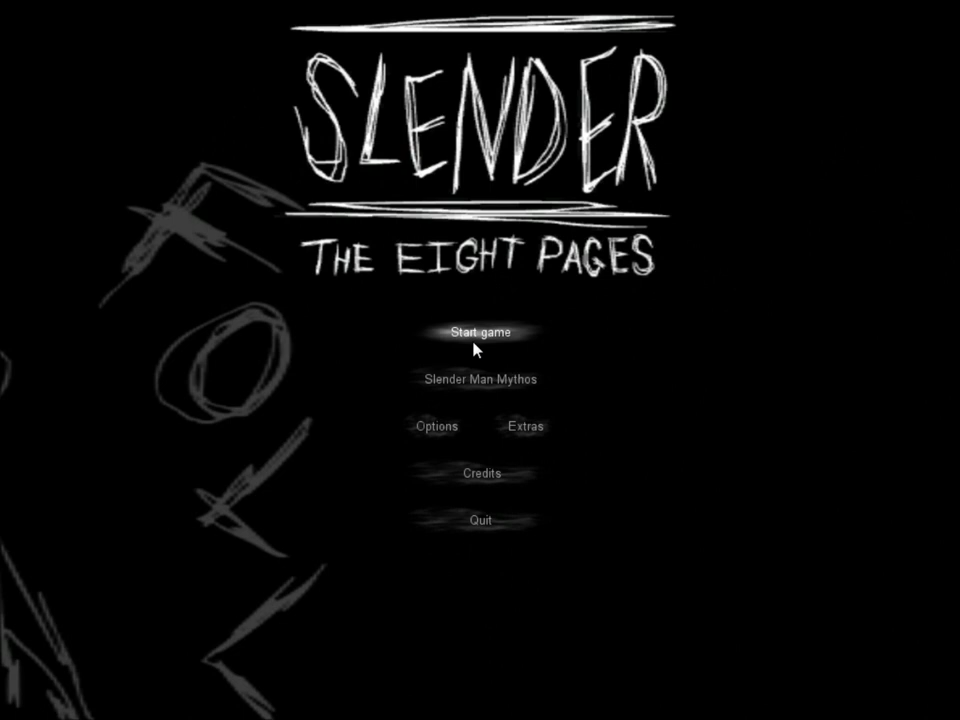 SLENDER
THE EIGHT PAGES
Start game
Slender Man Mythos
Options Extras
Credits
Quit